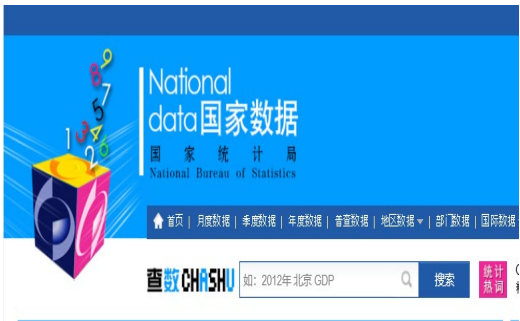 National
data国家数据
国家统计局
National Bureau of Statistics
首页 | 月度数据 | 季度数据 | 年度数据 | 普查数据 | 地区数据 | 部门数据 | 国际数据
查数 CHASHU 如：2012年 北京 GDP 搜索 统计热词